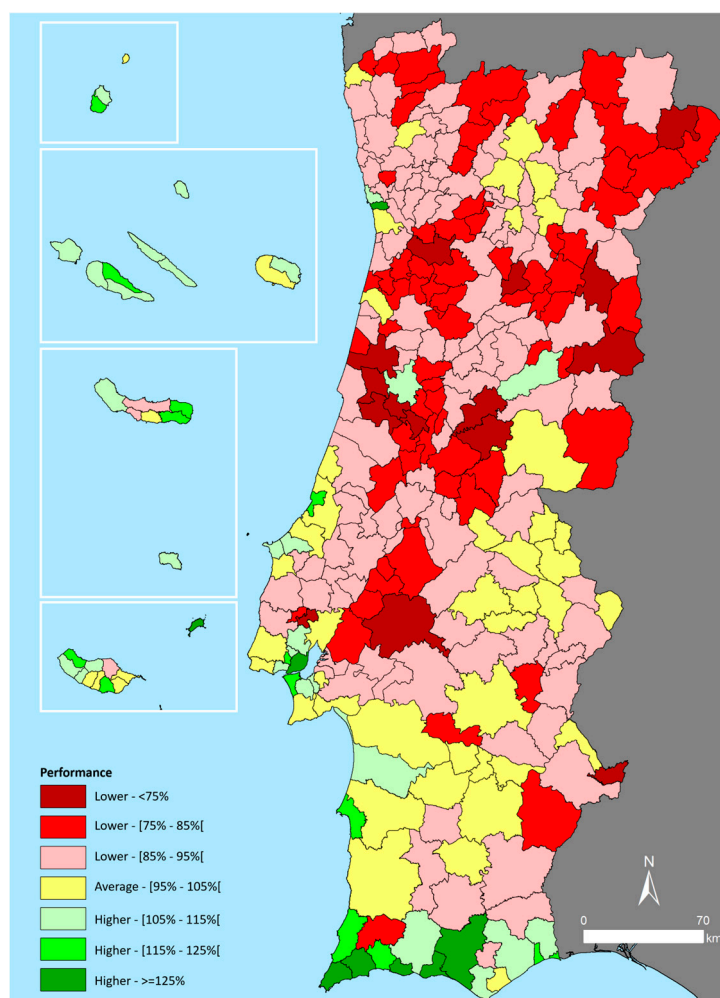 Performance
Lower - <75%
Lower - [75% - 85%[
Lower - [85% - 95%[
Average - [95% - 105%[
Higher - [105% - 115%[
Higher - [115% - 125%[
Higher - >=125%
N
0 70
km